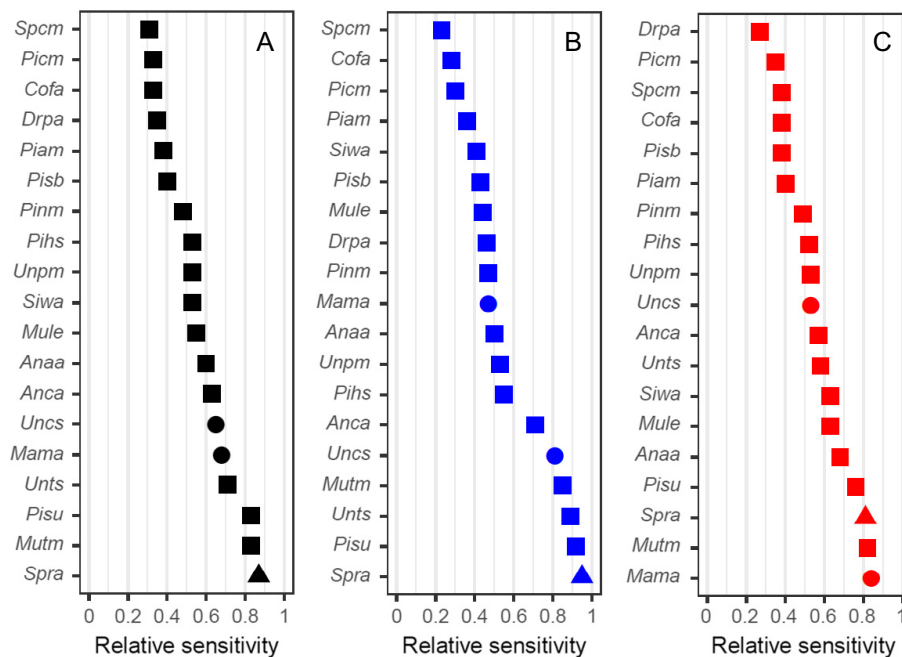 A
Spcm
Picm
Cofa
Drpa
Piam
Pisb
Pinm
Pihs
Unpm
Siwa
Mule
Anaa
Anca
Uncs
Mama
Unts
Pisu
Mutm
Spra
0 0.2 0.4 0.6 0.8 1
Relative sensitivity
B
Spcm
Cofa
Picm
Piam
Siwa
Pisb
Mule
Drpa
Pinm
Mama
Anaa
Unpm
Pihs
Anca
Uncs
Mutm
Unts
Pisu
Spra
0 0.2 0.4 0.6 0.8 1
Relative sensitivity
C
Drpa
Picm
Spcm
Cofa
Pisb
Piam
Pinm
Pihs
Unpm
Uncs
Anca
Unts
Siwa
Mule
Anaa
Pisu
Spra
Mutm
Mama
0 0.2 0.4 0.6 0.8 1
Relative sensitivity